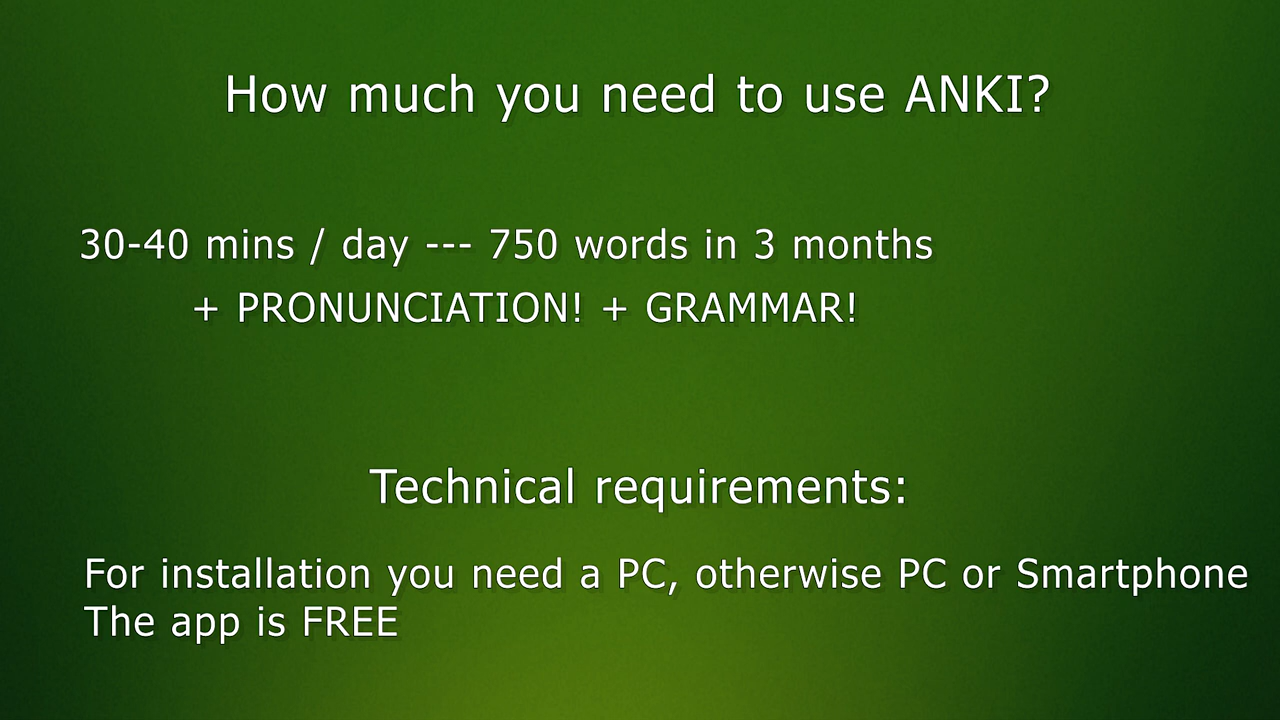 How much you need to use ANKI?
30-40 mins / day --- 750 words in 3 months
+ PRONUNCIATION! + GRAMMAR!
Technical requirements:
For installation you need a PC, otherwise PC or Smartphone
The app is FREE